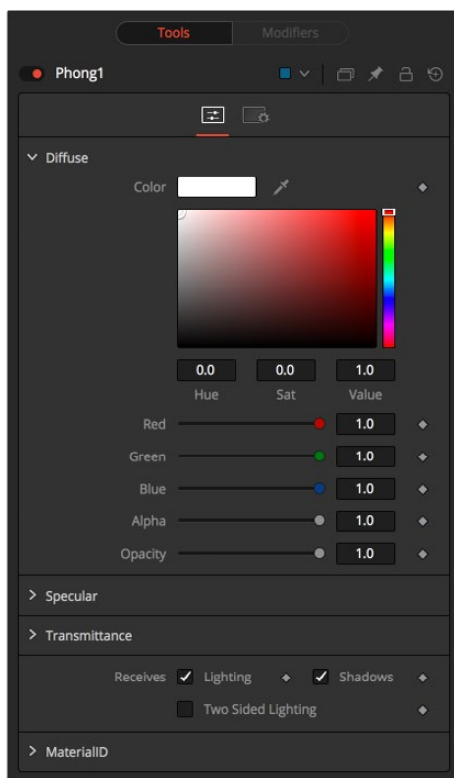 Tools Modifiers
Phong1
Diffuse
Color
0.0 0.0 1.0
Hue Sat Value
Red 1.0
Green 1.0
Blue 1.0
Alpha 1.0
Opacity 1.0
Specular
Transmittance
Receives Lighting Shadows
Two Sided Lighting
MaterialID